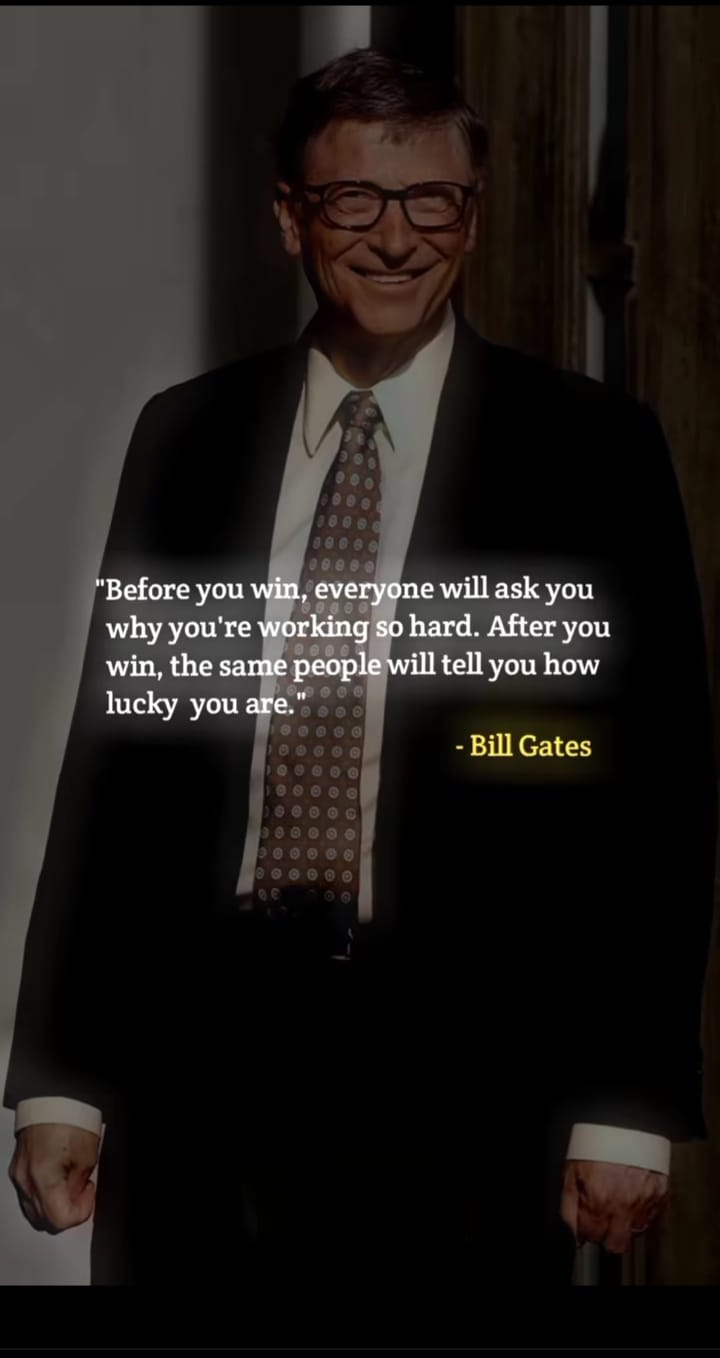 "Before you win, everyone will ask you
why you're working so hard. After you
win, the same people will tell you how
lucky you are."
- Bill Gates